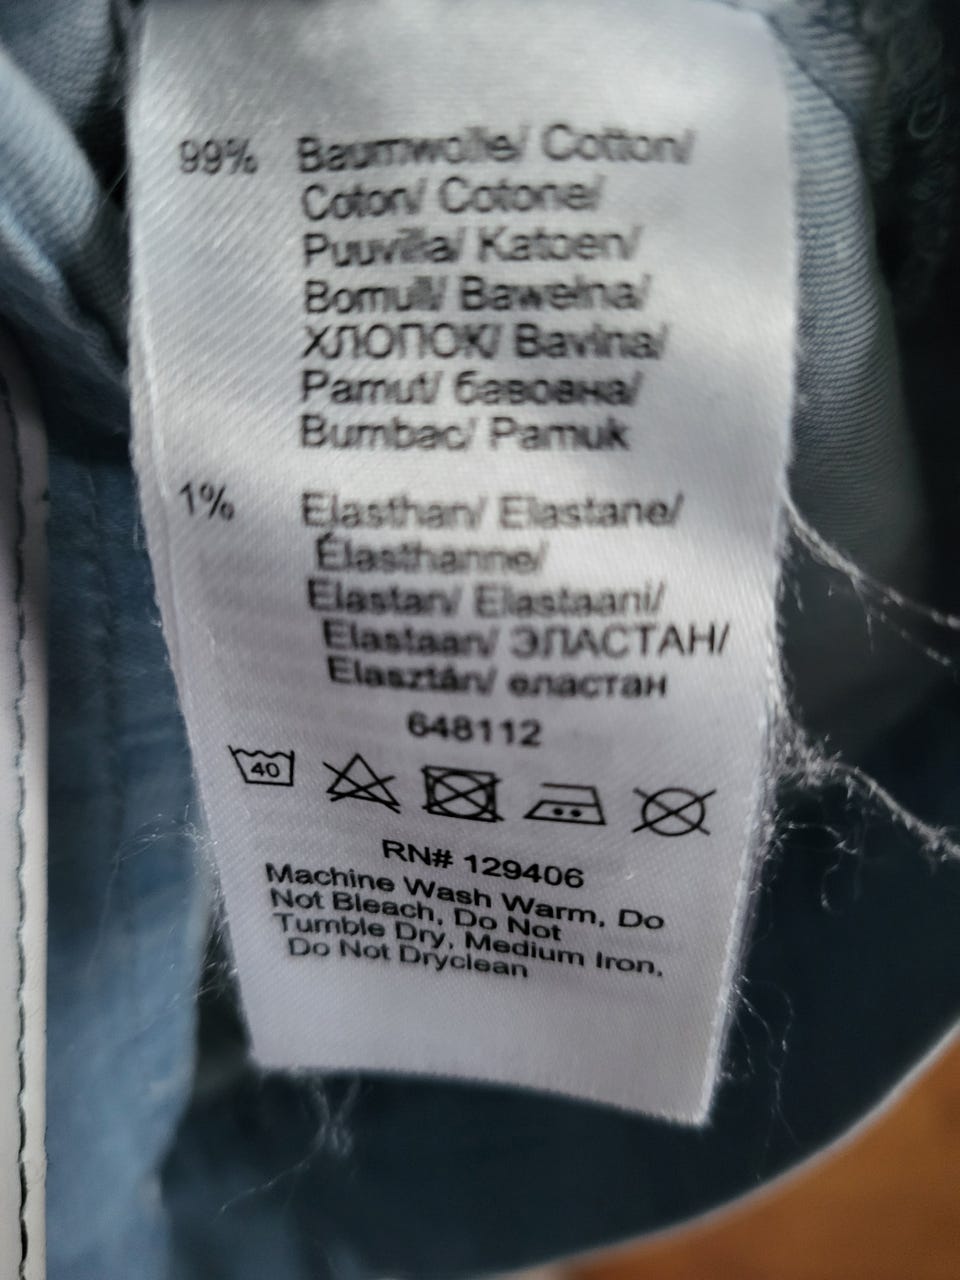 99% Baumwolle/ Cotton/
Coton/ Cotone/
Puuvilla/ Katoen/
Bomull/ Bawełna/
ХЛОПОК/ Bavlna/
Pamut/ бавовна/
Bumbac/ Pamuk
1% Elasthan/ Elastane/
Élasthanne/
Elastan/ Elastaani/
Elastaan/ ЭЛАСТАН/
Elasztán/ еластан
648112
40
RN# 129406
Machine Wash Warm, Do
Not Bleach, Do Not
Tumble Dry, Medium Iron,
Do Not Dryclean